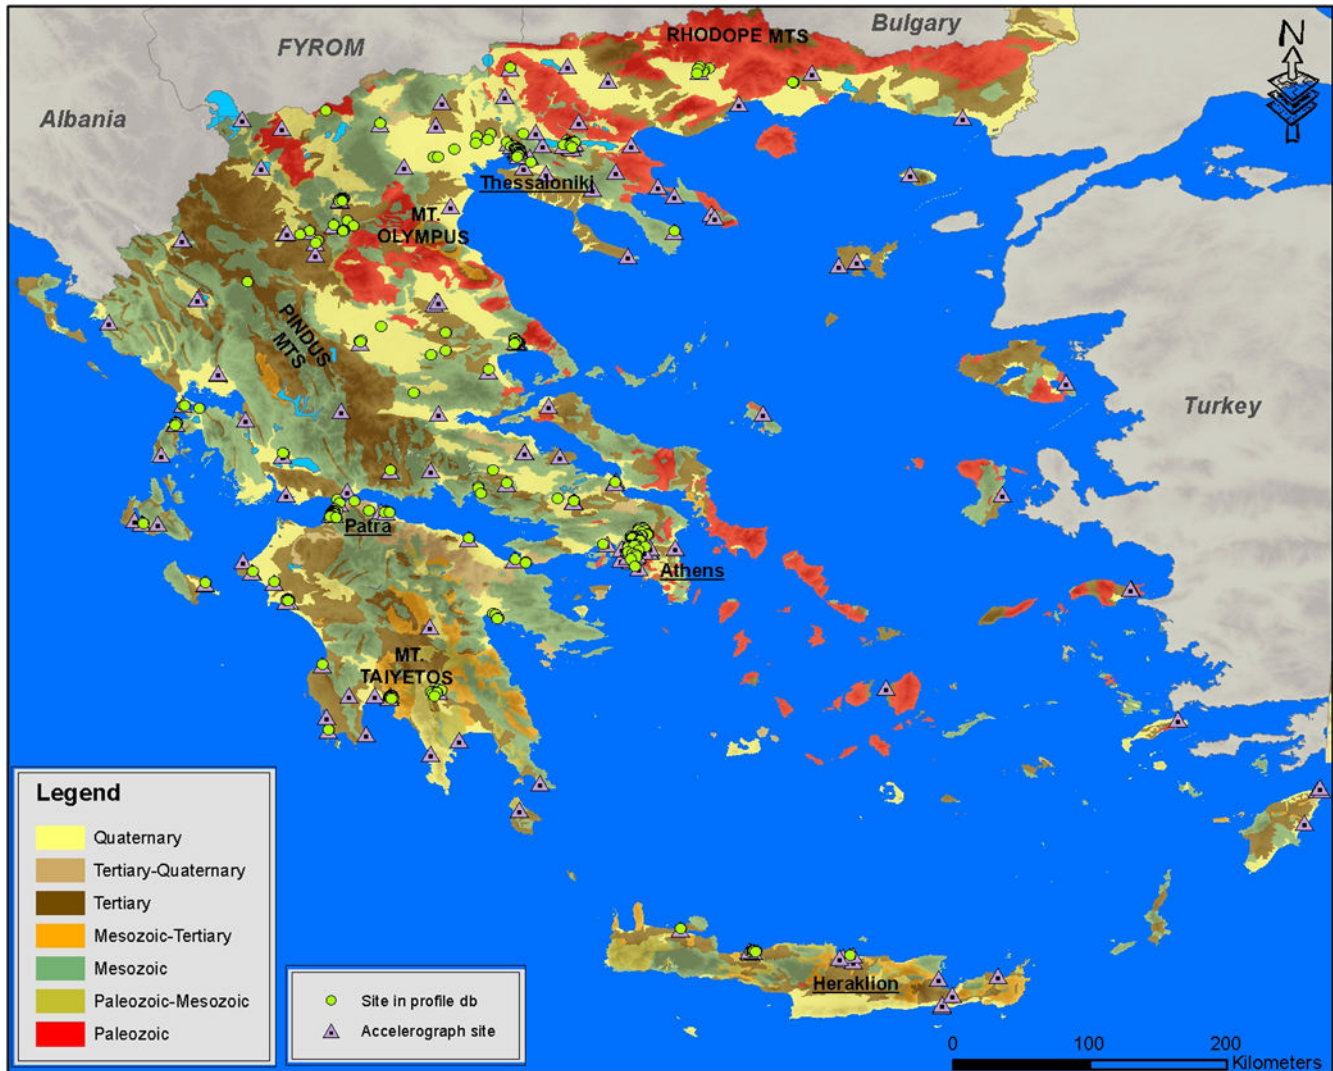 N
FYROM
RHODOPE MTS
Bulgary
Albania
Thessaloniki
MT.
OLYMPUS
PINDUS
MTS
Turkey
Patra
Athens
MT.
TAIYETOS
Heraklion
Legend
Quaternary
Tertiary-Quaternary
Tertiary
Mesozoic-Tertiary
Mesozoic
Paleozoic-Mesozoic
Paleozoic
Site in profile db
Accelerograph site
0 100 200
Kilometers